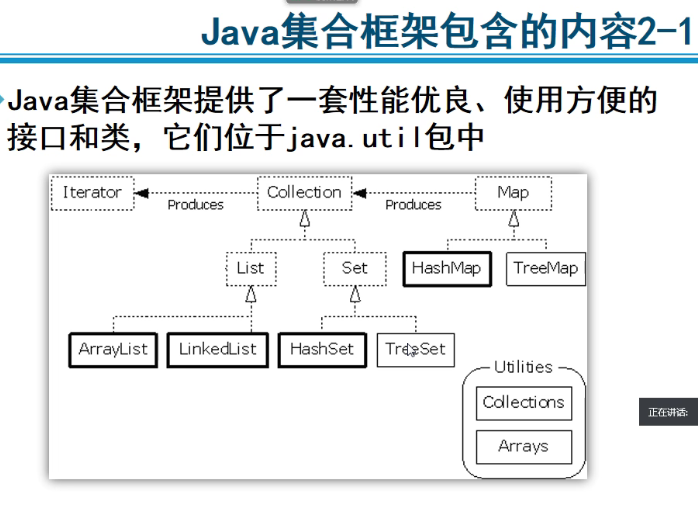 Java集合框架包含的内容2-1
Java集合框架提供了一套性能优良、使用方便的
接口和类，它们位于java.util包中
Iterator
Produces
Collection
Produces
Map
List
Set
HashMap
TreeMap
ArrayList
LinkedList
HashSet
TreeSet
Utilities
Collections
Arrays
正在讲话: